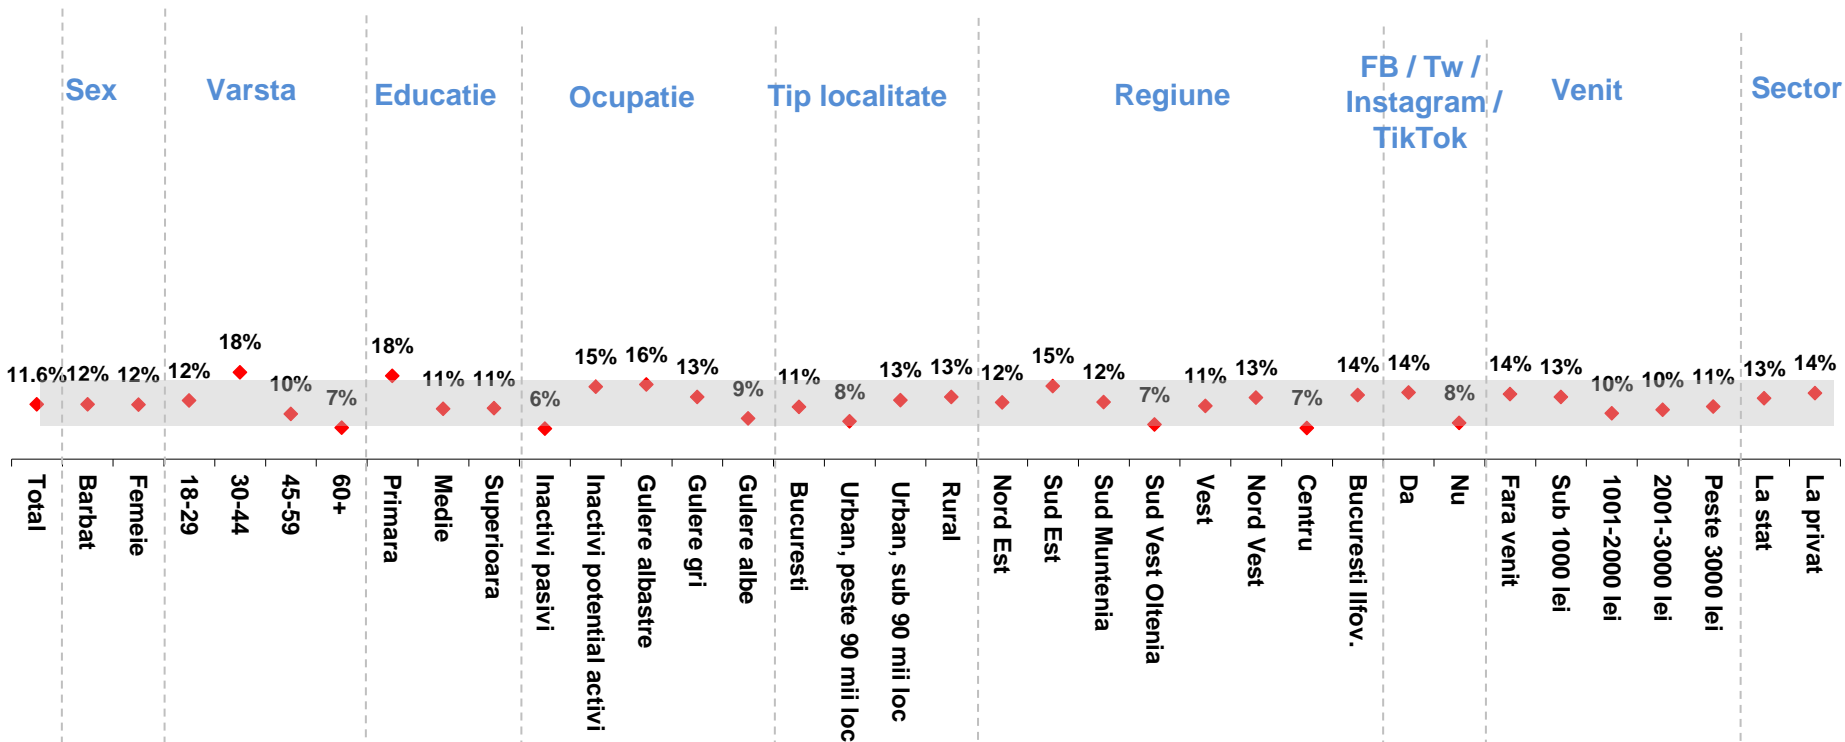 Sex
Varsta
Educatie
Ocupatie
Tip localitate
Regiune
FB / Tw /
Instagram /
TikTok
Venit
Sector
11.6%
12%
12%
12%
18%
10%
7%
18%
11%
11%
6%
15%
16%
13%
9%
11%
8%
13%
13%
12%
15%
12%
7%
11%
13%
7%
14%
14%
8%
14%
13%
10%
10%
11%
13%
14%
Total
Barbat
Femeie
18-29
30-44
45-59
60+
Primara
Medie
Superioara
Inactivi pasivi
Inactivi potential activi
Gulere albastre
Gulere gri
Gulere albe
Bucuresti
Urban, peste 90 mii loc
Urban, sub 90 mii loc
Rural
Nord Est
Sud Est
Sud Muntenia
Sud Vest Oltenia
Vest
Nord Vest
Centru
Bucuresti Ilfov.
Da
Nu
Fara venit
Sub 1000 lei
1001-2000 lei
2001-3000 lei
Peste 3000 lei
La stat
La privat